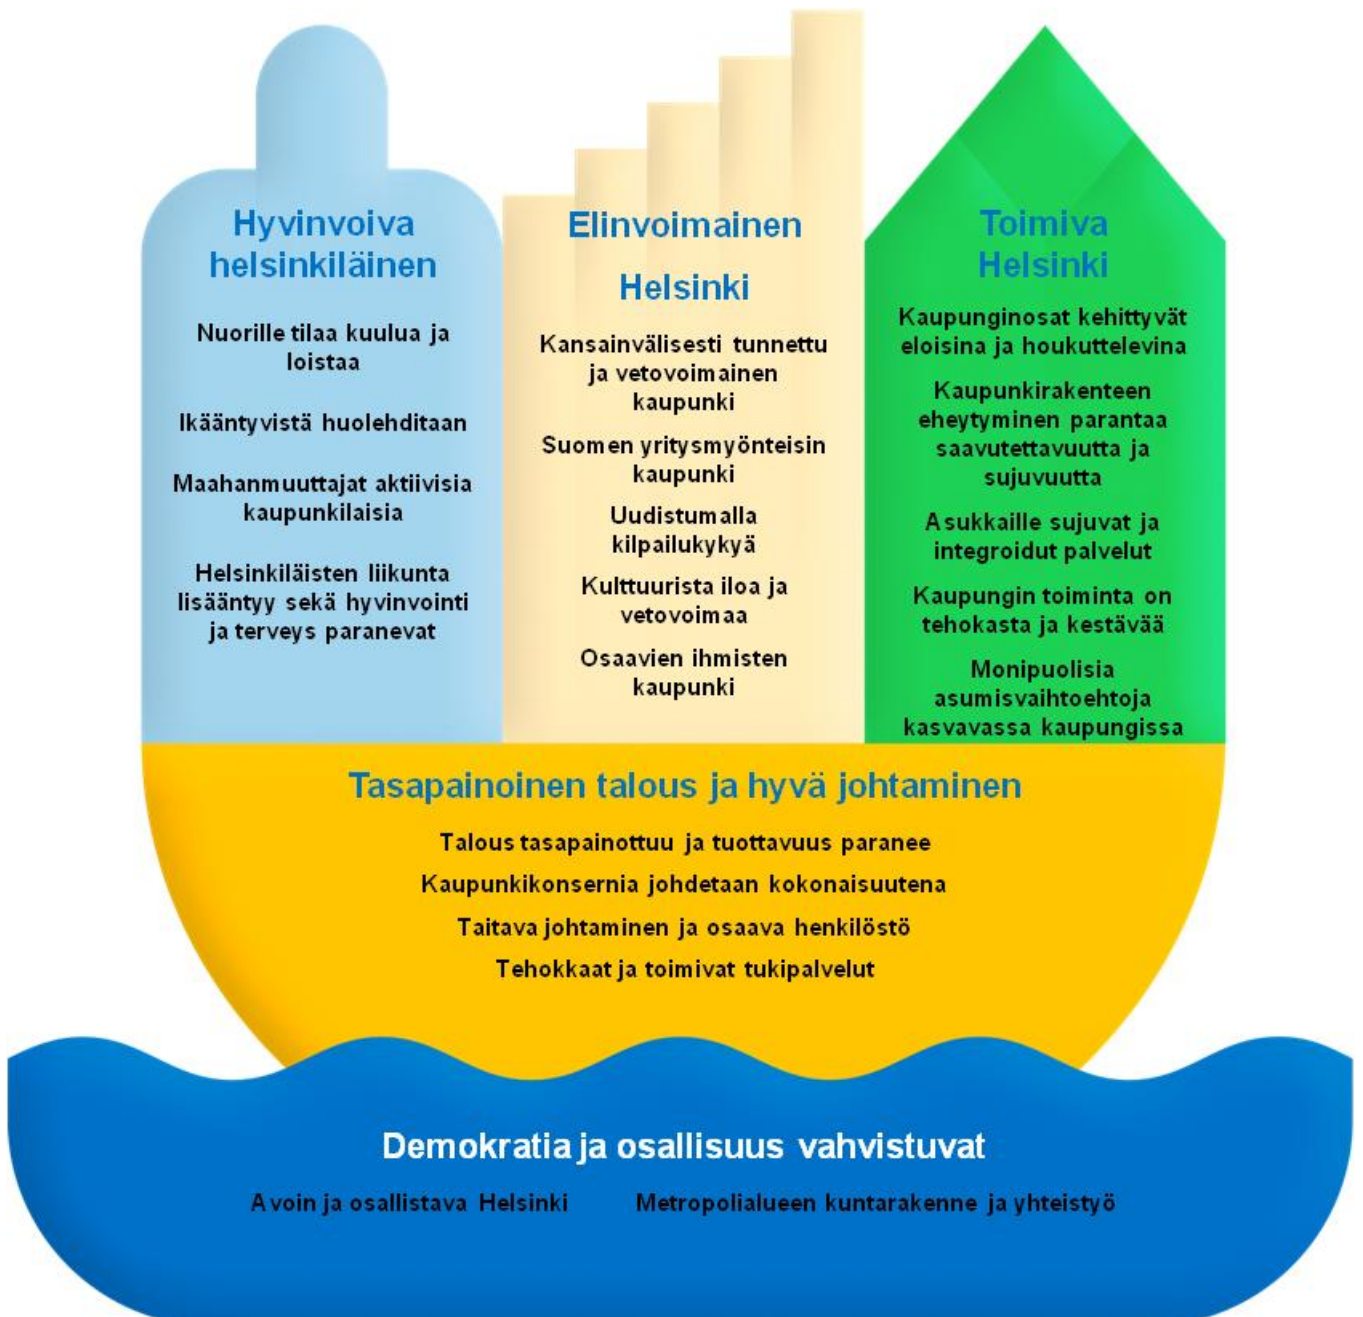 Hyvinvoiva
helsinkiläinen
Nuorille tilaa kuulua ja
loistaa
Ikääntyvistä huolehditaan
Maahanmuuttajat aktiivisia
kaupunkilaisia
Helsinkiläisten liikunta
lisääntyy sekä hyvinvointi
ja terveys paranevat
Elinvoimainen
Helsinki
Kansainvälisesti tunnettu
ja vetovoimainen
kaupunki
Suomen yritysmyönteisin
kaupunki
Uudistumalla
kilpailukykyä
Kulttuurista iloa ja
vetovoimaa
Osaavien ihmisten
kaupunki
Toimiva
Helsinki
Kaupunginosat kehittyvät
eloisina ja houkuttelevina
Kaupunkirakenteen
eheytyminen parantaa
saavutettavuutta ja
sujuvuutta
Asukkaille sujuvat ja
integroidut palvelut
Kaupungin toiminta on
tehokasta ja kestävää
Monipuolisia
asumisvaihtoehtoja
kasvavassa kaupungissa
Tasapainoinen talous ja hyvä johtaminen
Talous tasapainottuu ja tuottavuus paranee
Kaupunkikonsernia johdetaan kokonaisuutena
Taitava johtaminen ja osaava henkilöstö
Tehokkaat ja toimivat tukipalvelut
Demokratia ja osallisuus vahvistuvat
Avoin ja osallistava Helsinki Metropolialueen kuntarakenne ja yhteistyö